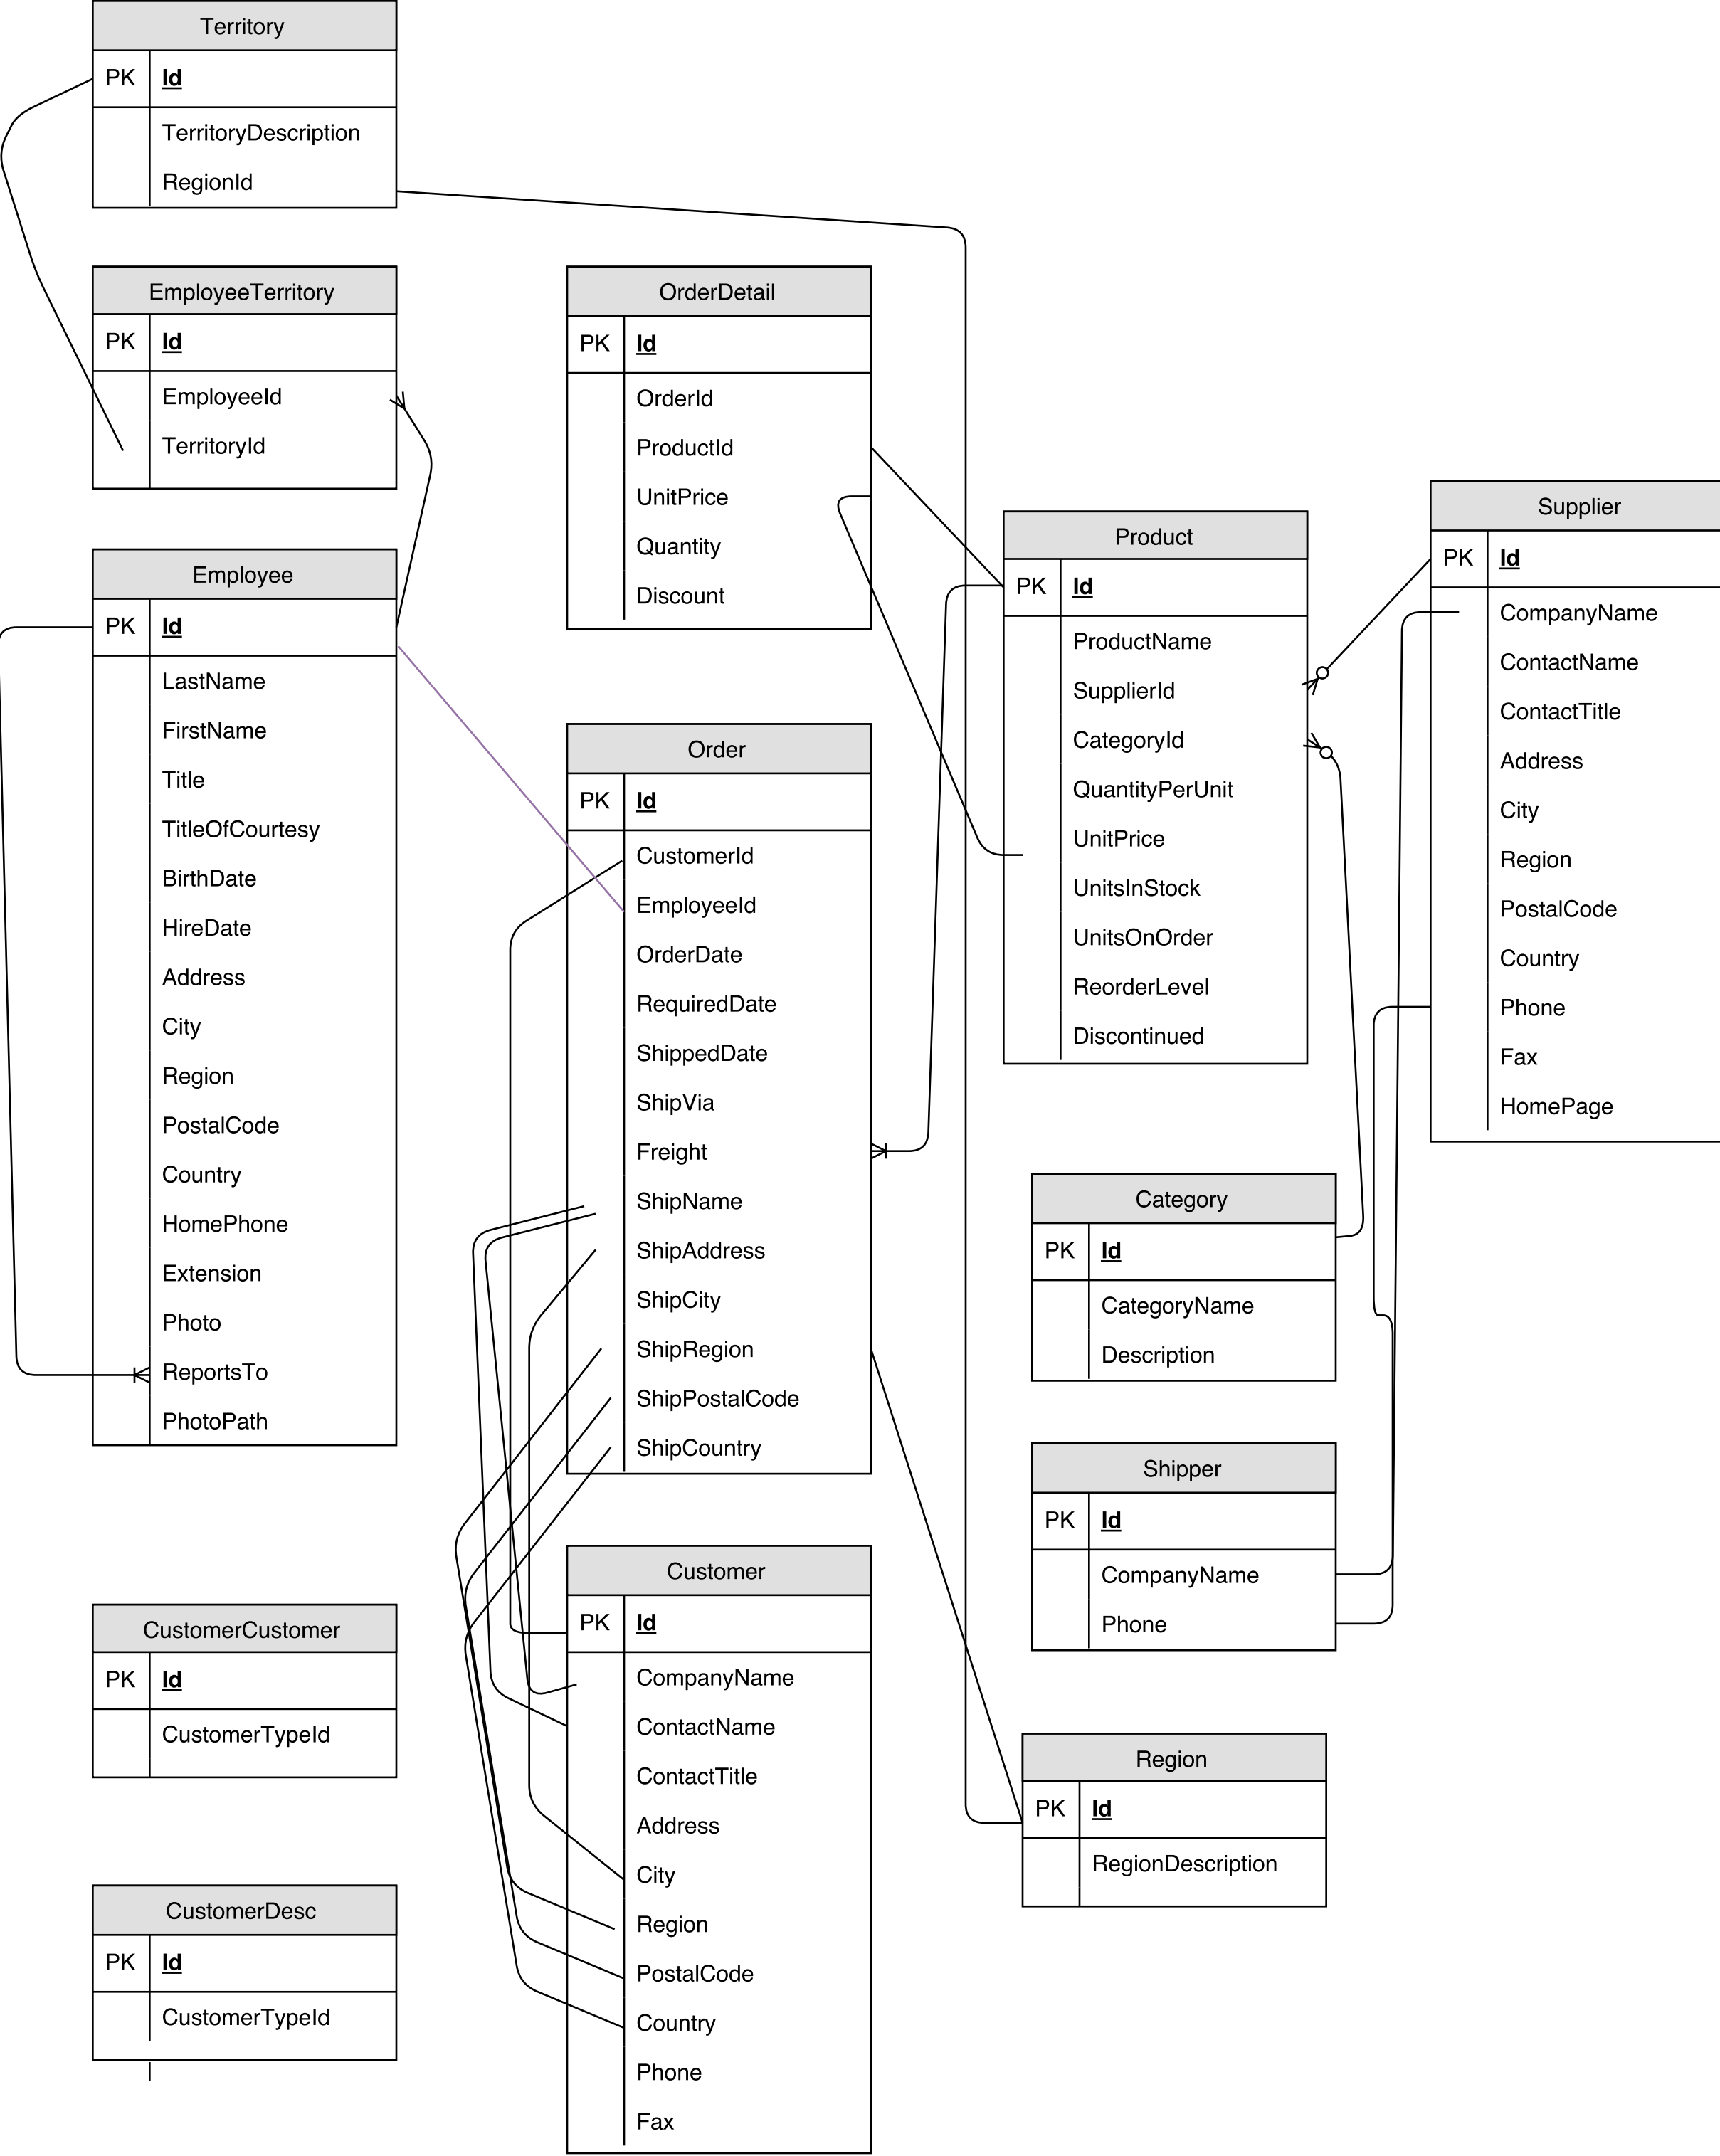 Territory
PK Id
TerritoryDescription
RegionId
EmployeeTerritory
PK Id
EmployeeId
TerritoryId
Employee
PK Id
LastName
FirstName
Title
TitleOfCourtesy
BirthDate
HireDate
Address
City
Region
PostalCode
Country
HomePhone
Extension
Photo
ReportsTo
PhotoPath
CustomerCustomer
PK Id
CustomerTypeId
CustomerDesc
PK Id
CustomerTypeId
OrderDetail
PK Id
OrderId
ProductId
UnitPrice
Quantity
Discount
Order
PK Id
CustomerId
EmployeeId
OrderDate
RequiredDate
ShippedDate
ShipVia
Freight
ShipName
ShipAddress
ShipCity
ShipRegion
ShipPostalCode
ShipCountry
Customer
PK Id
CompanyName
ContactName
ContactTitle
Address
City
Region
PostalCode
Country
Phone
Fax
Product
PK Id
ProductName
SupplierId
CategoryId
QuantityPerUnit
UnitPrice
UnitsInStock
UnitsOnOrder
ReorderLevel
Discontinued
Category
PK Id
CategoryName
Description
Shipper
PK Id
CompanyName
Phone
Region
PK Id
RegionDescription
Supplier
PK Id
CompanyName
ContactName
ContactTitle
Address
City
Region
PostalCode
Country
Phone
Fax
HomePage